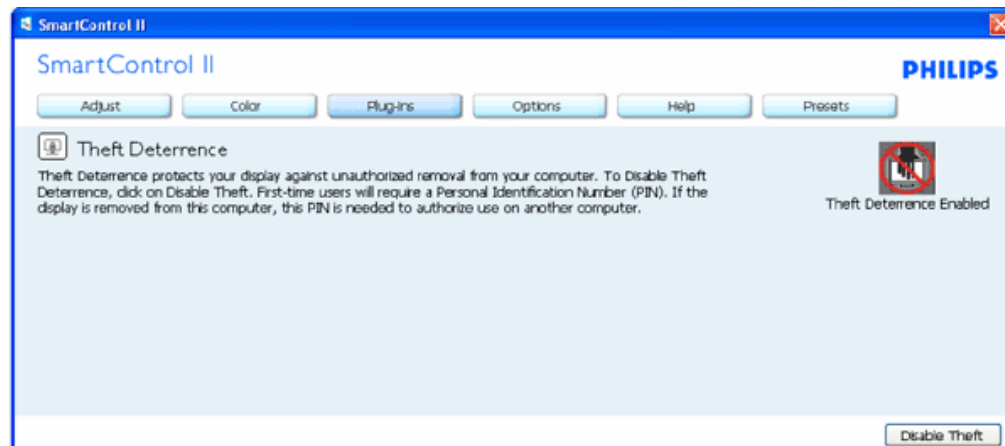 SmartControl II
SmartControl II
PHILIPS
Adjust Color Plug-Ins Options Help Presets
Theft Deterrence
Theft Deterrence protects your display against unauthorized removal from your computer. To Disable Theft
Deterrence, click on Disable Theft. First-time users will require a Personal Identification Number (PIN). If the
display is removed from this computer, this PIN is needed to authorize use on another computer.
Theft Deterrence Enabled
Disable Theft